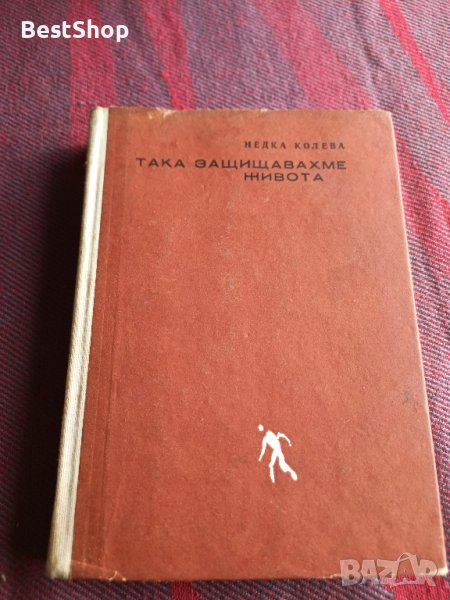 BestShop
НЕДКА КОЛЕВА
ТАКА ЗАЩИЩАВАХМЕ
ЖИВОТА
BAZAR